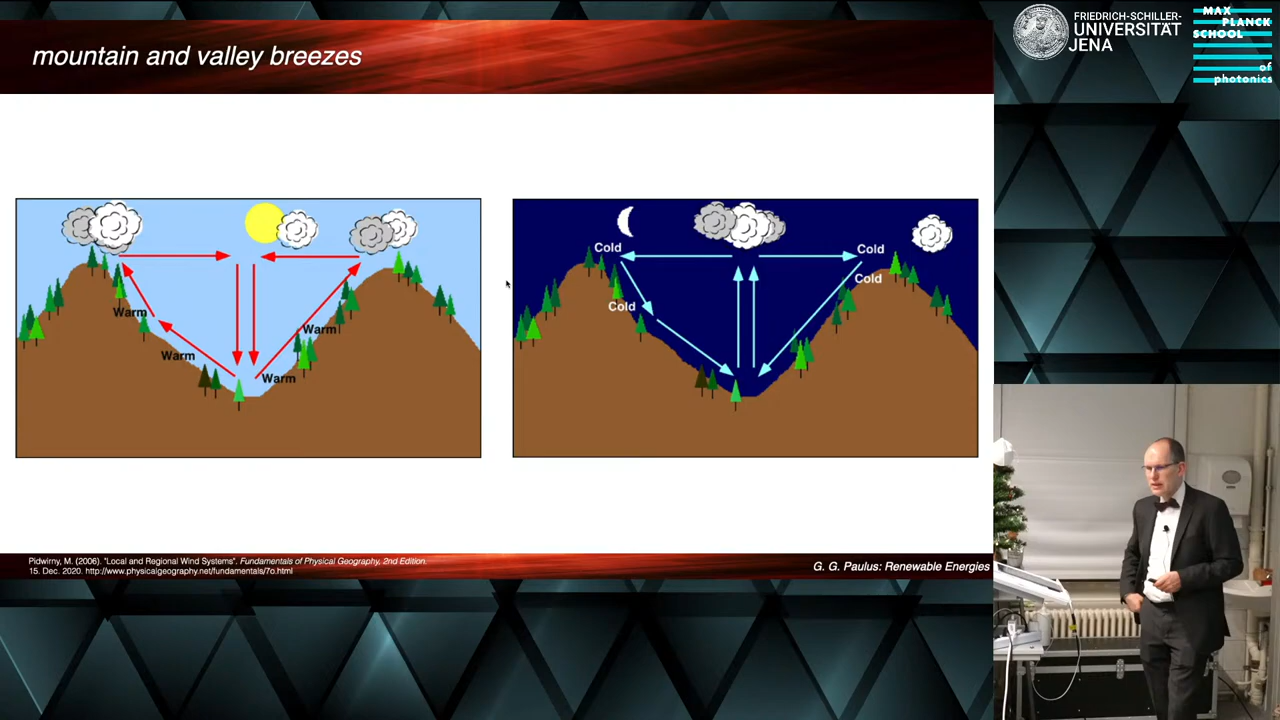 mountain and valley breezes
FRIEDRICH-SCHILLER-
UNIVERSITÄT
JENA
MAX
PLANCK
SCHOOL
of
photonics
Warm
Warm
Warm
Warm
Cold
Cold
Cold
Cold
Pidwirny, M. (2006). "Local and Regional Wind Systems". Fundamentals of Physical Geography, 2nd Edition.
15. Dec. 2020. http://www.physicalgeography.net/fundamentals/7o.html
G. G. Paulus: Renewable Energies